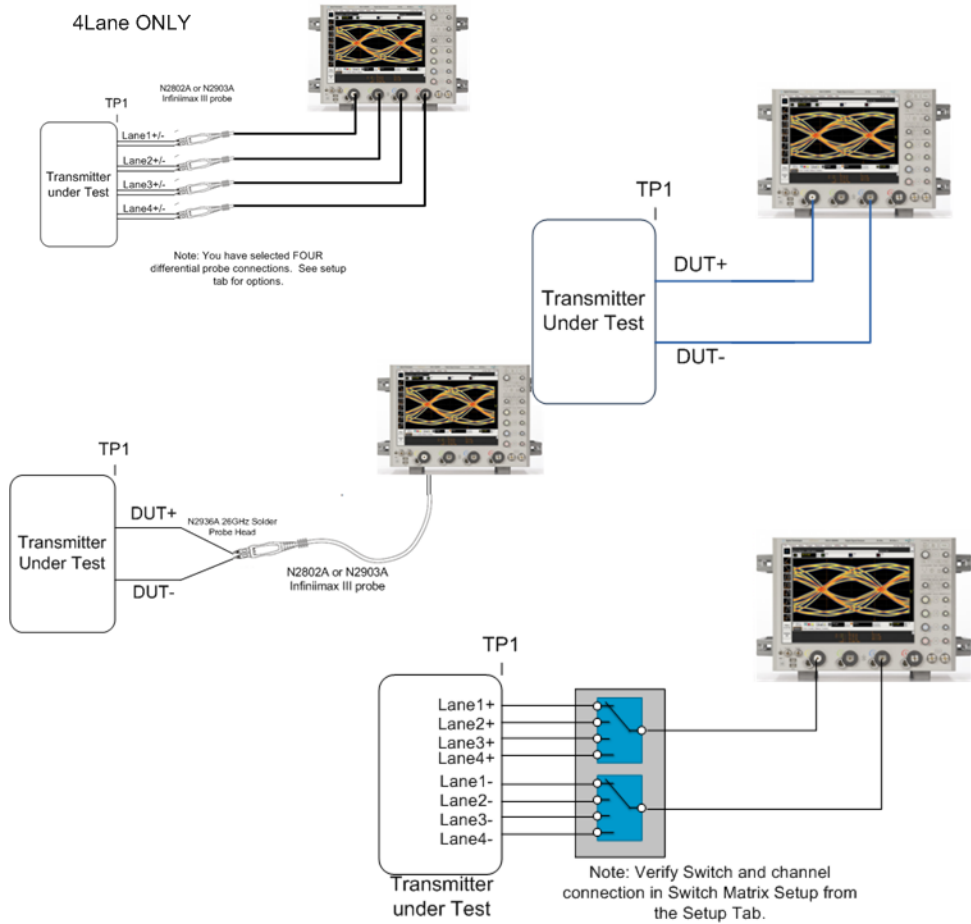 4Lane ONLY
N2802A or N2903A
Infiniimax III probe
TP1
Lane1+/-
Lane2+/-
Lane3+/-
Lane4+/-
Transmitter
under Test
Note: You have selected FOUR
differential probe connections. See setup
tab for options.
TP1
DUT+
DUT-
Transmitter
Under Test
TP1
DUT+
DUT-
Transmitter
Under Test
N2936A 26GHz Solder
Probe Head
N2802A or N2903A
Infiniimax III probe
TP1
Lane1+
Lane2+
Lane3+
Lane4+
Lane1-
Lane2-
Lane3-
Lane4-
Transmitter
under Test
Note: Verify Switch and channel
connection in Switch Matrix Setup from
the Setup Tab.